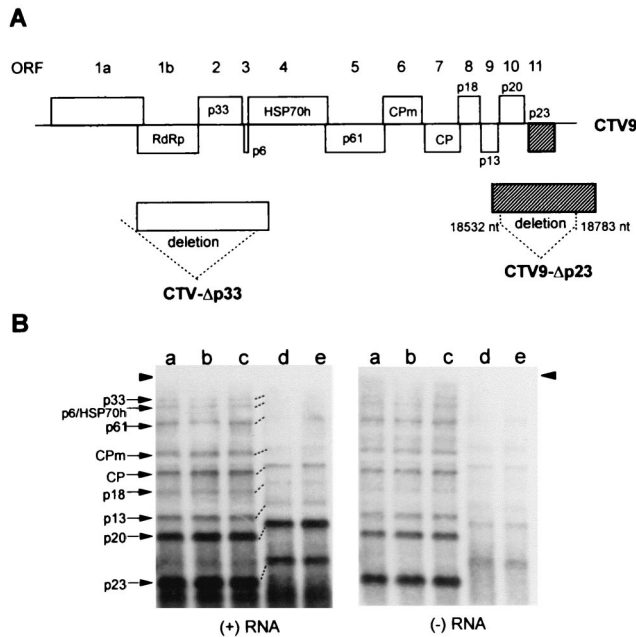 A
ORF 1a 1b 2 3 4 5 6 7 8 9 10 11
p18 p20
p33 HSP70h CPm p23
CTV9
RdRp p6 p61 CP p13
deletion
18532 nt deletion 18783 nt
CTV-Δp33
CTV9-Δp23
B
a b c d e a b c d e
p33
p6/HSP70h
p61
CPm
CP
p18
p13
p20
p23
(+) RNA (-) RNA